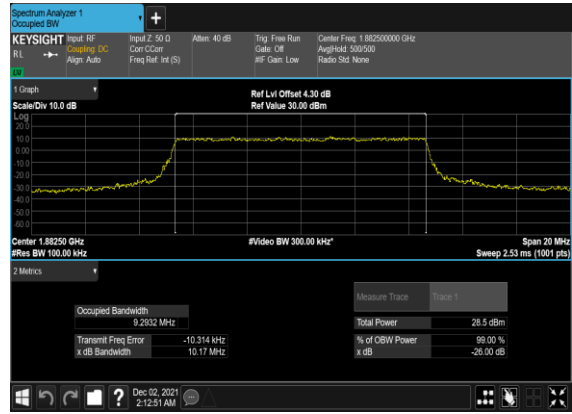 Spectrum Analyzer 1
Occupied BW
+
KEYSIGHT
RL
Input: RF
Coupling: DC
Align: Auto
Input Z: 50 Ω
Corr CCorr
Freq Ref: Int (S)
Atten: 40 dB
Trig: Free Run
Gate: Off
#IF Gain: Low
Center Freq: 1.882500000 GHz
Avg|Hold: 500/500
Radio Std: None
1 Graph
Scale/Div 10.0 dB
Ref Lvl Offset 4.30 dB
Ref Value 30.00 dBm
Log
20.0
10.0
0.00
-10.0
-20.0
-30.0
-40.0
-50.0
-60.0
Center 1.88250 GHz
#Video BW 300.00 kHz*
Span 20 MHz
#Res BW 100.00 kHz
Sweep 2.53 ms (1001 pts)
2 Metrics
Measure Trace
Trace 1
Occupied Bandwidth
9.2932 MHz
Total Power
28.5 dBm
Transmit Freq Error
-10.314 kHz
% of OBW Power
99.00 %
x dB Bandwidth
10.17 MHz
x dB
-26.00 dB
?
Dec 02, 2021
2:12:51 AM